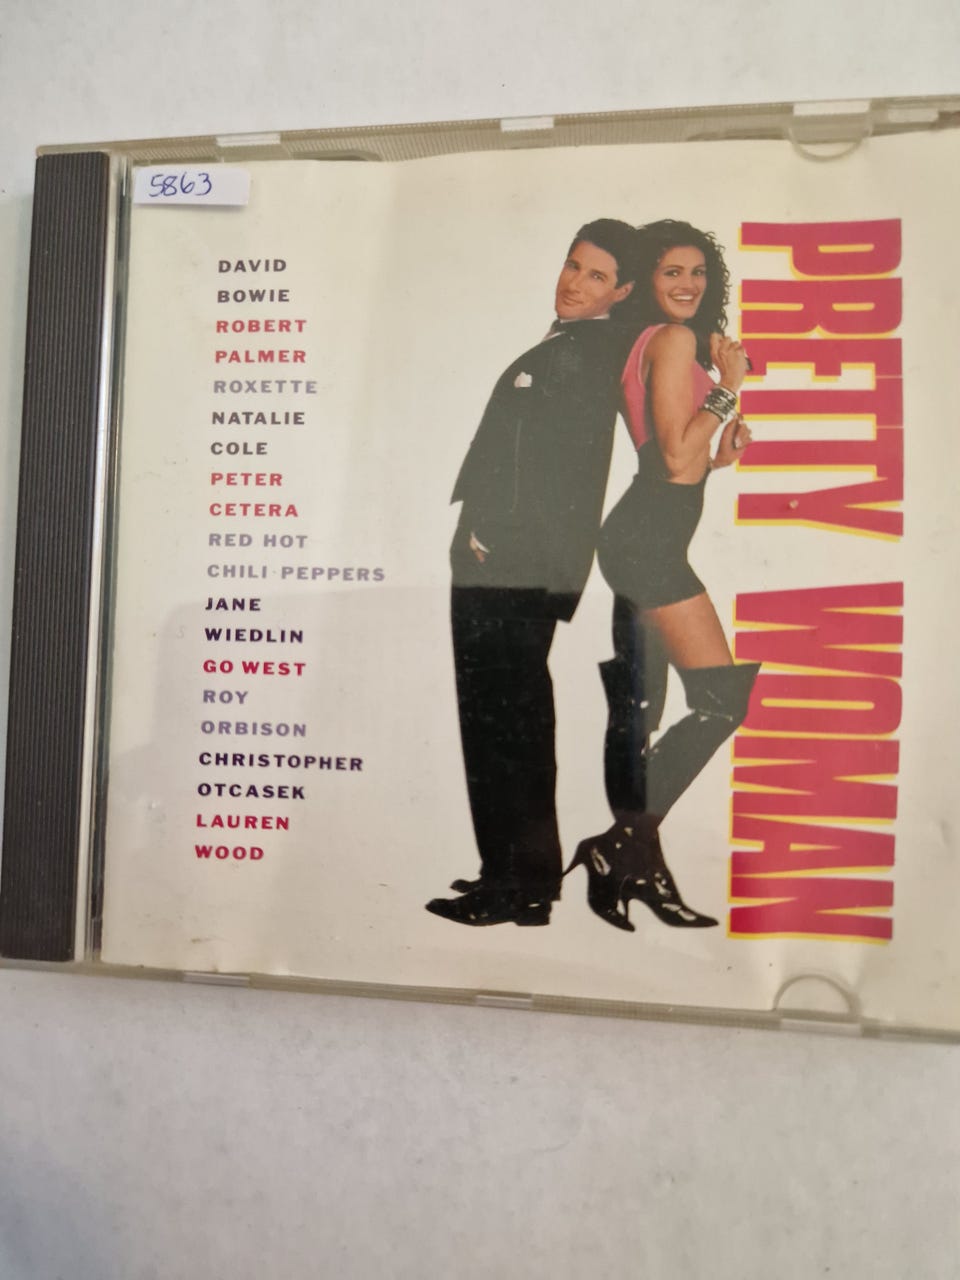 5863
DAVID
BOWIE
ROBERT
PALMER
ROXETTE
NATALIE
COLE
PETER
CETERA
RED HOT
CHILI PEPPERS
JANE
WIEDLIN
GO WEST
ROY
ORBISON
CHRISTOPHER
OTCASEK
LAUREN
WOOD
PRETTY WOMAN